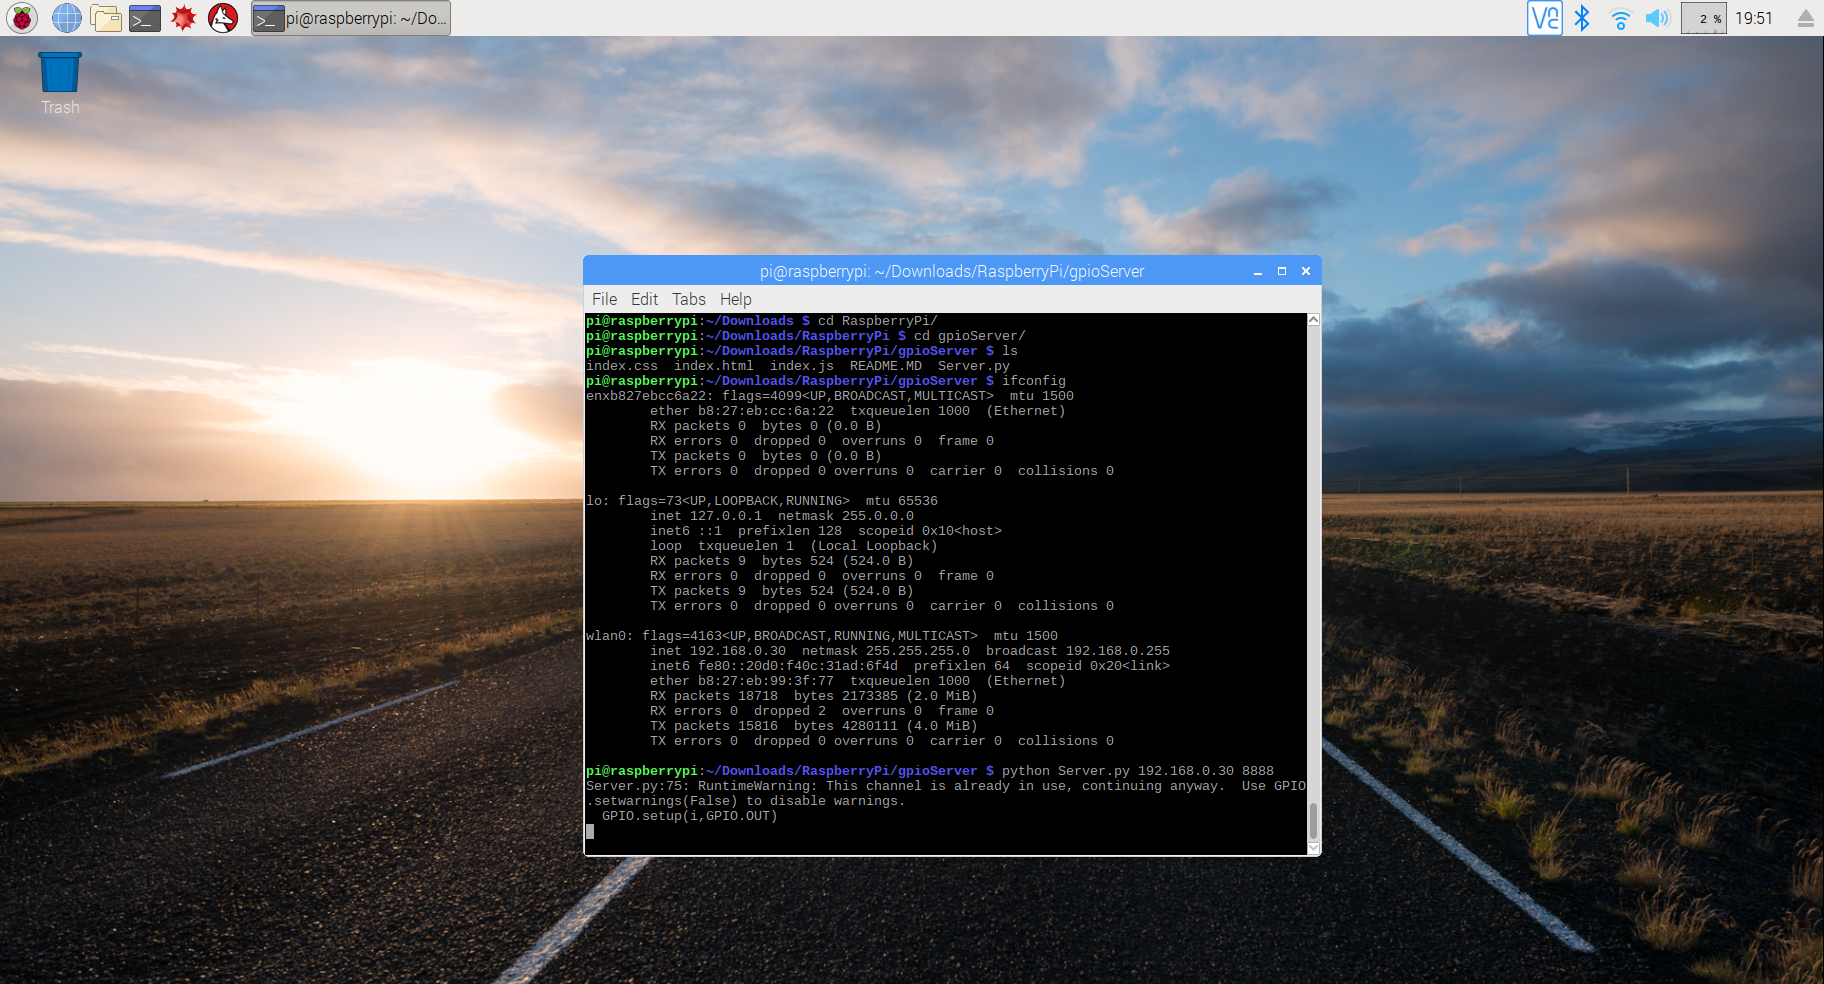 pi@raspberrypi: ~/Do...
2 %
19:51
Trash
pi@raspberrypi: ~/Downloads/RaspberryPi/gpioServer
File Edit Tabs Help
pi@raspberrypi:~/Downloads $ cd RaspberryPi/
pi@raspberrypi:~/Downloads/RaspberryPi $ cd gpioServer/
pi@raspberrypi:~/Downloads/RaspberryPi/gpioServer $ ls
index.css  index.html  index.js  README.MD  Server.py
pi@raspberrypi:~/Downloads/RaspberryPi/gpioServer $ ifconfig
enxb827ebcc6a22: flags=4099<UP,BROADCAST,MULTICAST>  mtu 1500
        ether b8:27:eb:cc:6a:22  txqueuelen 1000  (Ethernet)
        RX packets 0  bytes 0 (0.0 B)
        RX errors 0  dropped 0  overruns 0  frame 0
        TX packets 0  bytes 0 (0.0 B)
        TX errors 0  dropped 0 overruns 0  carrier 0  collisions 0
lo: flags=73<UP,LOOPBACK,RUNNING>  mtu 65536
        inet 127.0.0.1  netmask 255.0.0.0
        inet6 ::1  prefixlen 128  scopeid 0x10<host>
        loop  txqueuelen 1  (Local Loopback)
        RX packets 9  bytes 524 (524.0 B)
        RX errors 0  dropped 0  overruns 0  frame 0
        TX packets 9  bytes 524 (524.0 B)
        TX errors 0  dropped 0 overruns 0  carrier 0  collisions 0
wlan0: flags=4163<UP,BROADCAST,RUNNING,MULTICAST>  mtu 1500
        inet 192.168.0.30  netmask 255.255.255.0  broadcast 192.168.0.255
        inet6 fe80::20d0:f40c:31ad:6f4d  prefixlen 64  scopeid 0x20<link>
        ether b8:27:eb:99:3f:77  txqueuelen 1000  (Ethernet)
        RX packets 18718  bytes 2173385 (2.0 MiB)
        RX errors 0  dropped 2  overruns 0  frame 0
        TX packets 15816  bytes 4280111 (4.0 MiB)
        TX errors 0  dropped 0 overruns 0  carrier 0  collisions 0
pi@raspberrypi:~/Downloads/RaspberryPi/gpioServer $ python Server.py 192.168.0.30 8888
Server.py:75: RuntimeWarning: This channel is already in use, continuing anyway.  Use GPIO
.setwarnings(False) to disable warnings.
  GPIO.setup(i,GPIO.OUT)